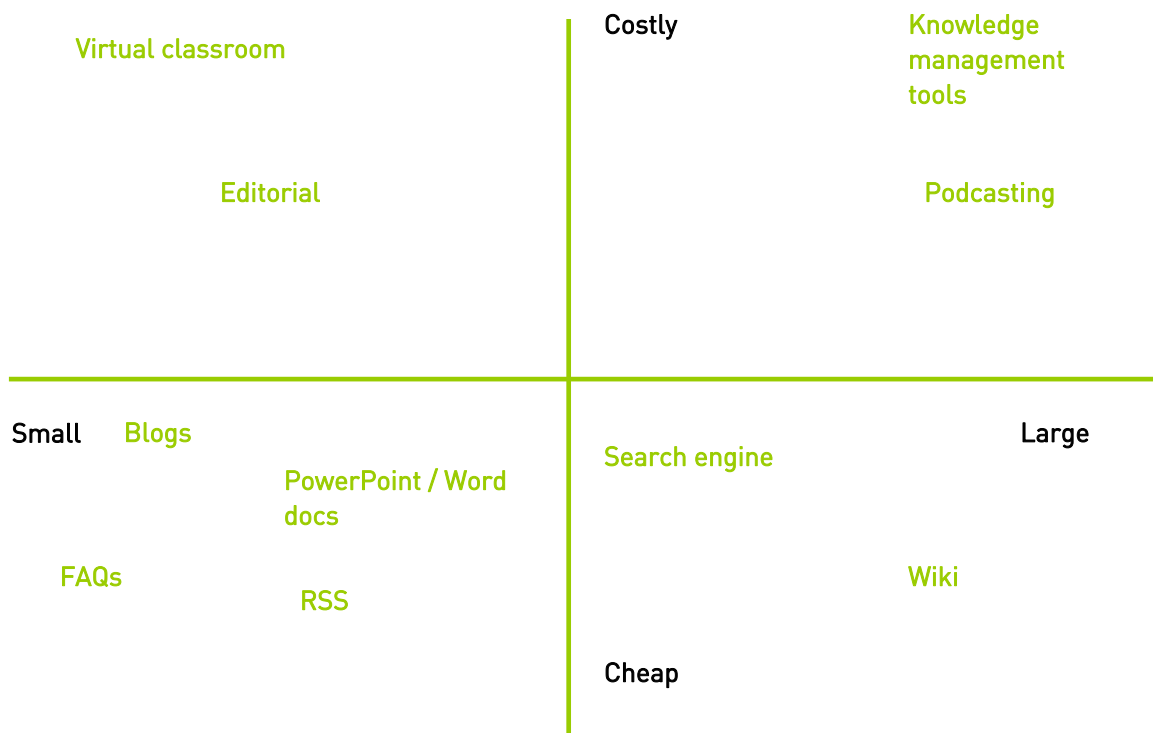 Costly
Knowledge
management
tools
Virtual classroom
Editorial
Podcasting
Small
Blogs
Large
Search engine
PowerPoint / Word
docs
FAQs
Wiki
RSS
Cheap